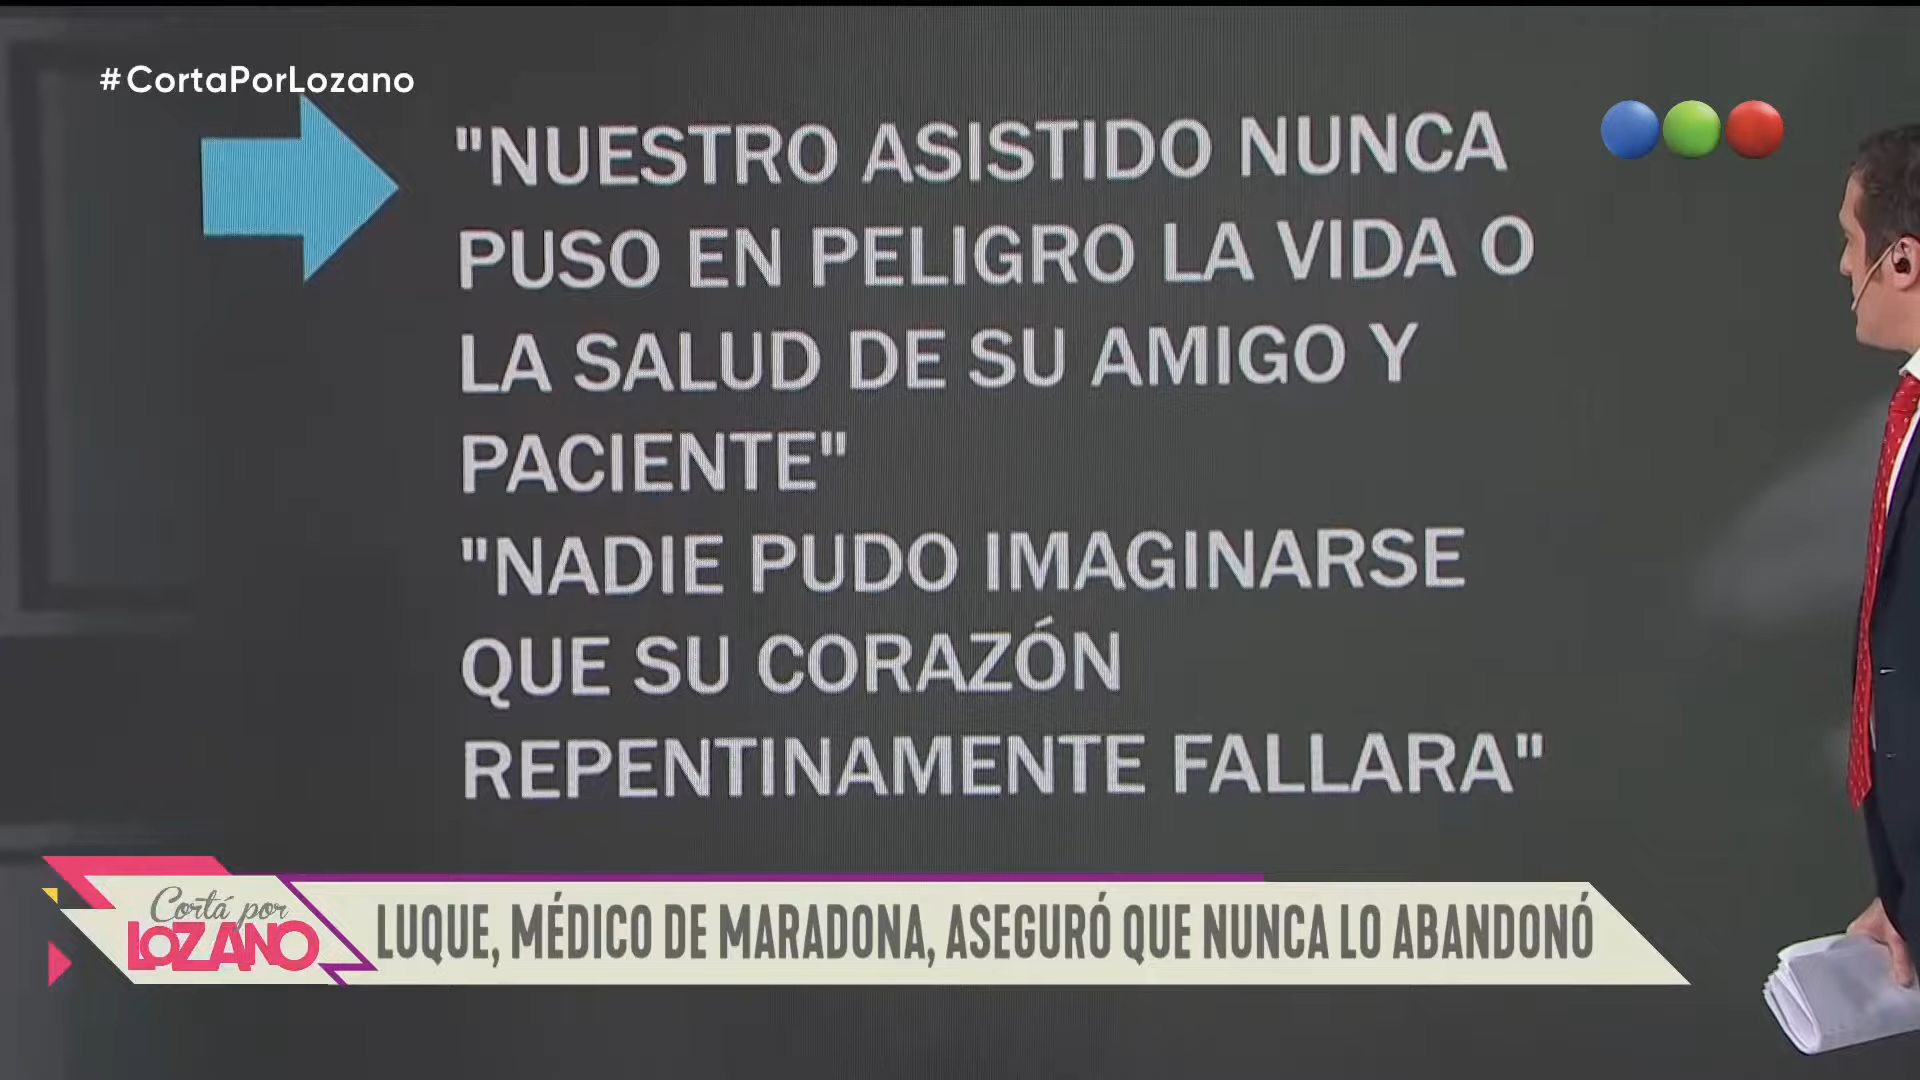 #CortaPorLozano
"NUESTRO ASISTIDO NUNCA
PUSO EN PELIGRO LA VIDA O
LA SALUD DE SU AMIGO Y
PACIENTE"
"NADIE PUDO IMAGINARSE
QUE SU CORAZÓN
REPENTINAMENTE FALLARA"
Cortá por
LOZANO
LUQUE, MÉDICO DE MARADONA, ASEGURÓ QUE NUNCA LO ABANDONÓ